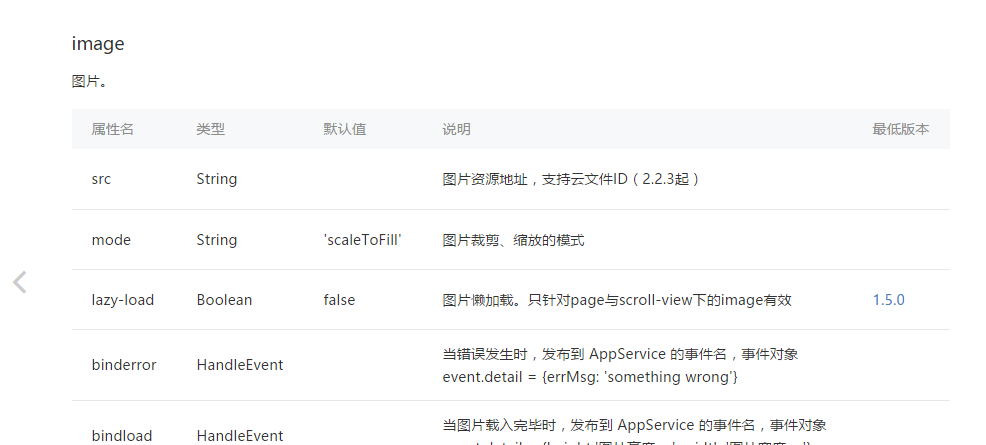 image
图片。
属性名 类型 默认值 说明 最低版本
src String 图片资源地址，支持云文件ID（2.2.3起）
mode String 'scaleToFill' 图片裁剪、缩放的模式
lazy-load Boolean false 图片懒加载。只针对page与scroll-view下的image有效 1.5.0
binderror HandleEvent 当错误发生时，发布到 AppService 的事件名，事件对象
event.detail = {errMsg: 'something wrong'}
bindload HandleEvent 当图片载入完毕时，发布到 AppService 的事件名，事件对象